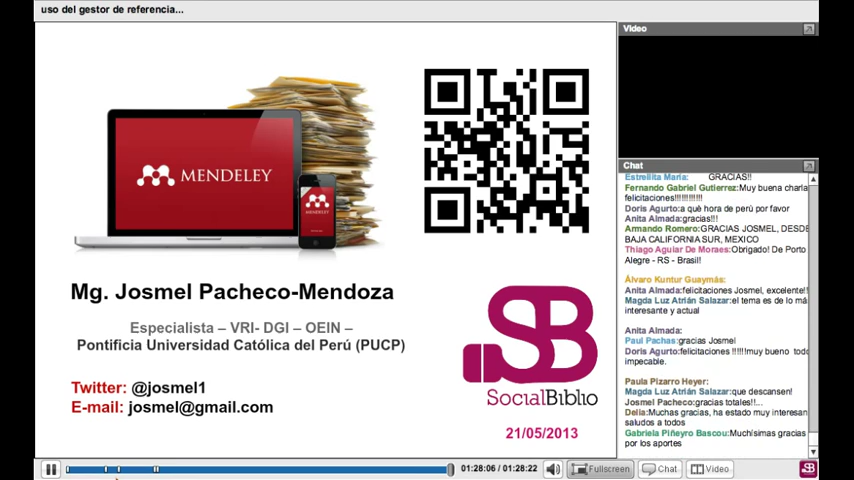 uso del gestor de referencia...
MENDELEY
MENDELEY
Mg. Josmel Pacheco-Mendoza
Especialista – VRI- DGI – OEIN –
Pontificia Universidad Católica del Perú (PUCP)
Twitter: @josmel1
E-mail: josmel@gmail.com
SB
SocialBiblio
21/05/2013
Video
Chat
Estrellita María: GRACIAS!!
Fernando Gabriel Gutierrez:Muy buena charla
felicitaciones!!!!!!!!!!!!
Doris Agurto:a què hora de perù por favor
Anita Almada:gracias!!!
Armando Romero:GRACIAS JOSMEL, DESDE
BAJA CALIFORNIA SUR, MEXICO
Thiago Aguiar De Moraes:Obrigado! De Porto
Alegre - RS - Brasil!
Álvaro Kuntur Guaymás:
Anita Almada:felicitaciones Josmel, excelente!
Magda Luz Atrián Salazar:el tema es de lo má
interesante y actual
Anita Almada:
Paul Pachas:gracias Josmel
Doris Agurto:felicitaciones !!!!!!muy bueno todo
impecable.
Paula Pizarro Heyer:
Magda Luz Atrián Salazar:que descansen!
Josmel Pacheco:gracias totales!!...
Delia:Muchas gracias, ha estado muy interesan
saludos a todos
Gabriela Piñeyro Bascou:Muchísimas gracias
por los aportes
01:28:06 / 01:28:22
Fullscreen
Chat
Video
SB